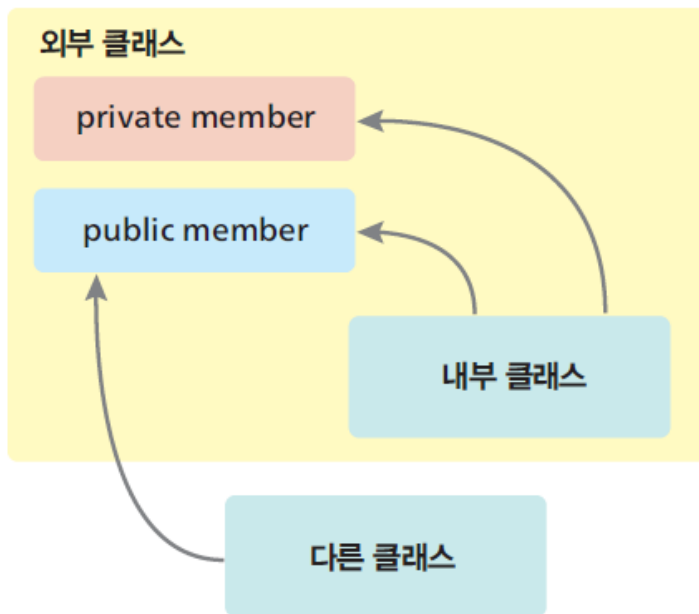 외부 클래스
private member
public member
내부 클래스
다른 클래스